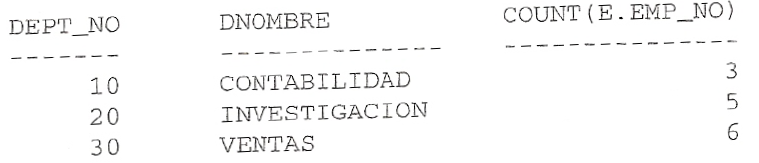 DEPT_NO DNOMBRE COUNT(E.EMP_NO)
------- -------------- ---------------
10 CONTABILIDAD 3
20 INVESTIGACION 5
30 VENTAS 6